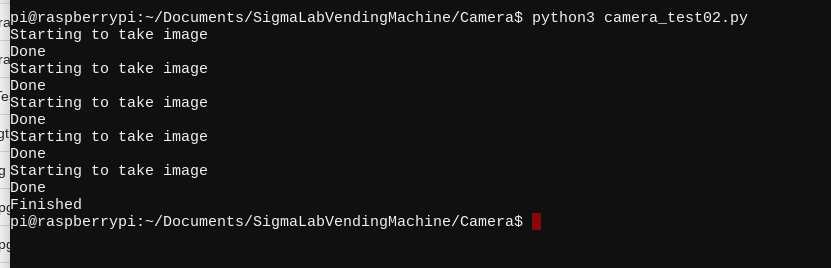 pi@raspberrypi:~/Documents/SigmaLabVendingMachine/Camera$ python3 camera_test02.py
Starting to take image
Done
Starting to take image
Done
Starting to take image
Done
Starting to take image
Done
Starting to take image
Done
Finished
pi@raspberrypi:~/Documents/SigmaLabVendingMachine/Camera$